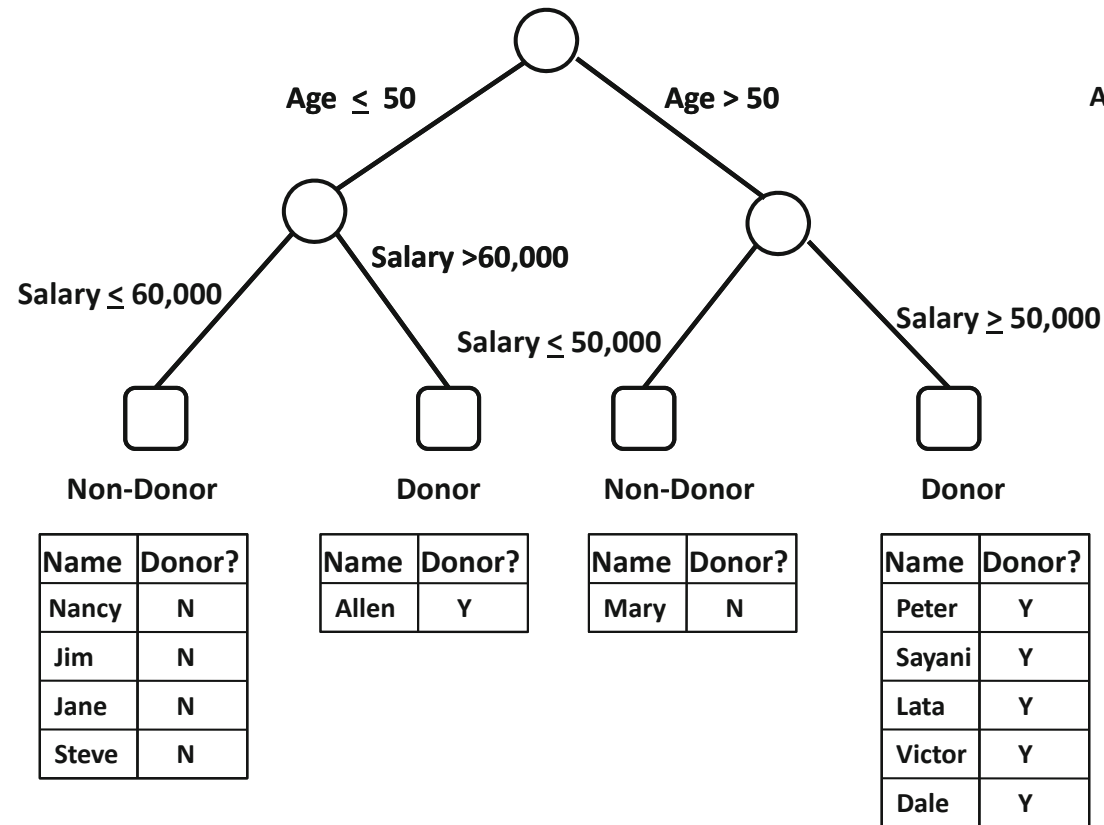 Age ≤ 50
Age > 50
A
Salary >60,000
Salary ≤ 60,000
Salary ≥ 50,000
Salary ≤ 50,000
Non-Donor Donor Non-Donor Donor
Name Donor? Name Donor? Name Donor? Name Donor?
Nancy N Allen Y Mary N Peter Y
Jim N Sayani Y
Jane N Lata Y
Steve N Victor Y
Dale Y